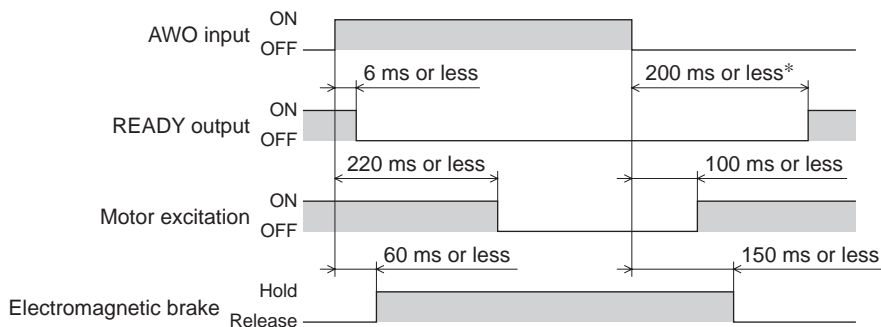 AWO input
ON
OFF
6 ms or less
200 ms or less*
READY output
ON
OFF
220 ms or less
100 ms or less
Motor excitation
ON
OFF
60 ms or less
150 ms or less
Electromagnetic brake
Hold
Release